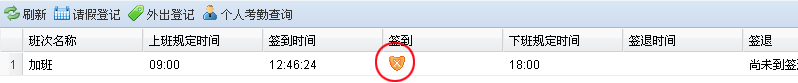 刷新 请假登记 外出登记 个人考勤查询
班次名称 上班规定时间 签到时间 签到 下班规定时间 签退时间 签退
1 加班 09:00 12:46:24 18:00 尚未到签